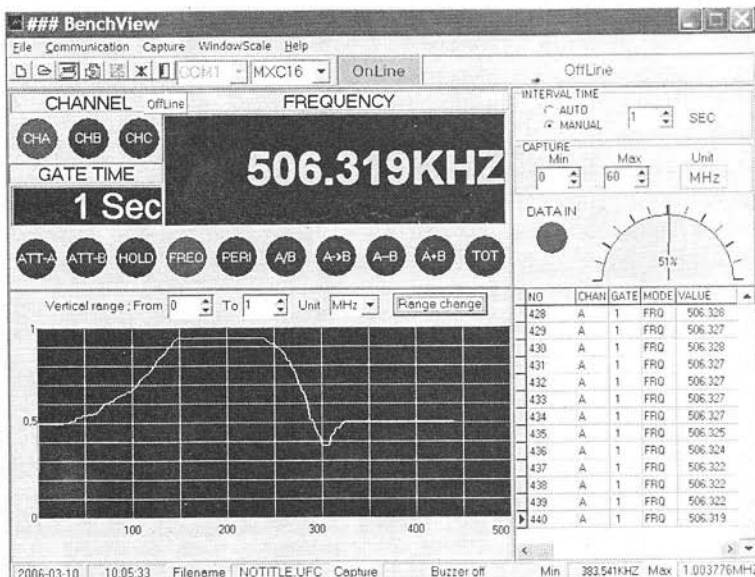 ### BenchView
File Communication Capture WindowScale Help
COM1 MXC16 OnLine OffLine
CHANNEL OffLine FREQUENCY
CHA CHB CHC
506.319KHZ
GATE TIME
1 Sec
ATT-A ATT-B HOLD FREQ PERI A/B A->B A-B A+B TOT
INTERVAL TIME
AUTO
MANUAL 1 SEC
CAPTURE
Min Max Unit
0 60 MHz
DATA IN
51%
Vertical range ; From 0 To 1 Unit MHz Range change
1
0,5
0
100 200 300 400 500
NO CHAN GATE MODE VALUE
428 A 1 FRQ 506.328
429 A 1 FRQ 506.327
430 A 1 FRQ 506.328
431 A 1 FRQ 506.327
432 A 1 FRQ 506.327
433 A 1 FRQ 506.327
434 A 1 FRQ 506.327
435 A 1 FRQ 506.325
436 A 1 FRQ 506.324
437 A 1 FRQ 506.322
438 A 1 FRQ 506.322
439 A 1 FRQ 506.322
440 A 1 FRQ 506.319
2006-03-10 10:05:33 Filename NOTITLE.UFC Capture Buzzer off Min 383.541KHZ Max 1.003776MHZ